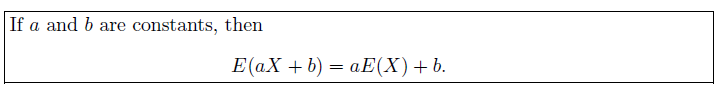 If a and b are constants, then
E(aX + b) = aE(X) + b.